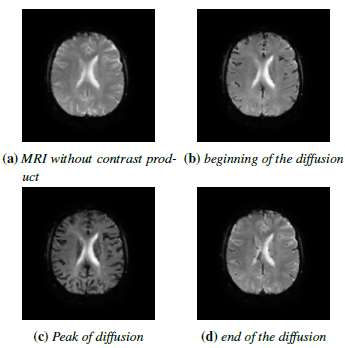 (a) MRI without contrast prod-
uct
(b) beginning of the diffusion
(c) Peak of diffusion
(d) end of the diffusion